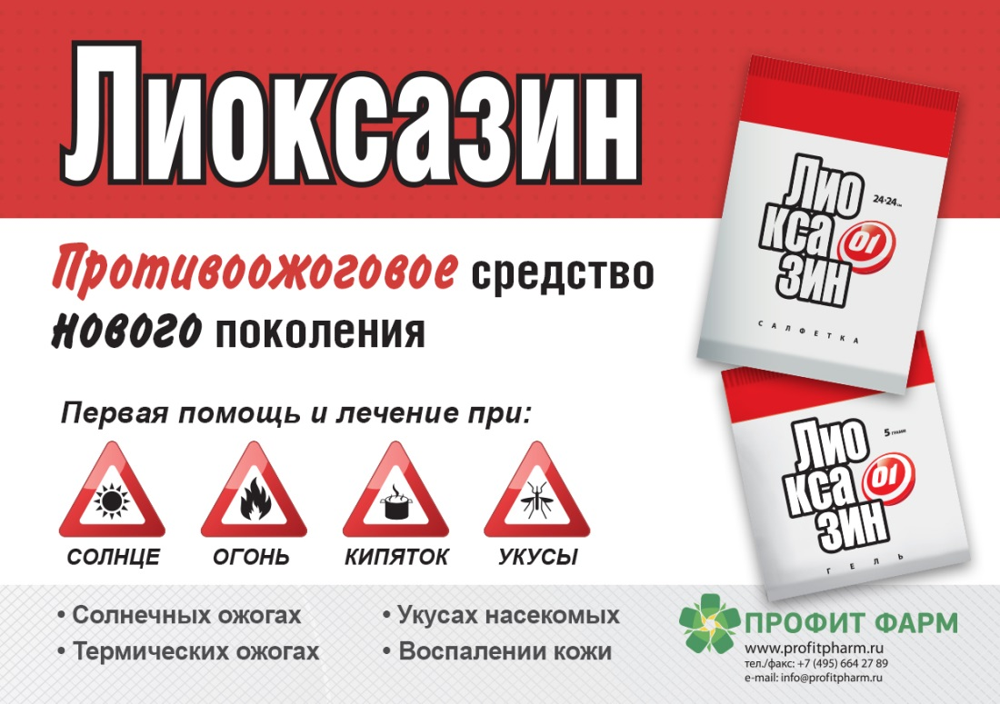 Лиоксазин
Противоожоговое средство
нового поколения
Первая помощь и лечение при:
СОЛНЦЕ
ОГОНЬ
КИПЯТОК
УКУСЫ
• Солнечных ожогах
• Термических ожогах
• Укусах насекомых
• Воспалении кожи
Лио
кса
зин
01
24×24 см
САЛФЕТКА
Лио
кса
зин
01
5 грамм
ГЕЛЬ
ПРОФИТ ФАРМ
www.profitpharm.ru
тел./факс: +7 (495) 664 27 89
e-mail: info@profitpharm.ru